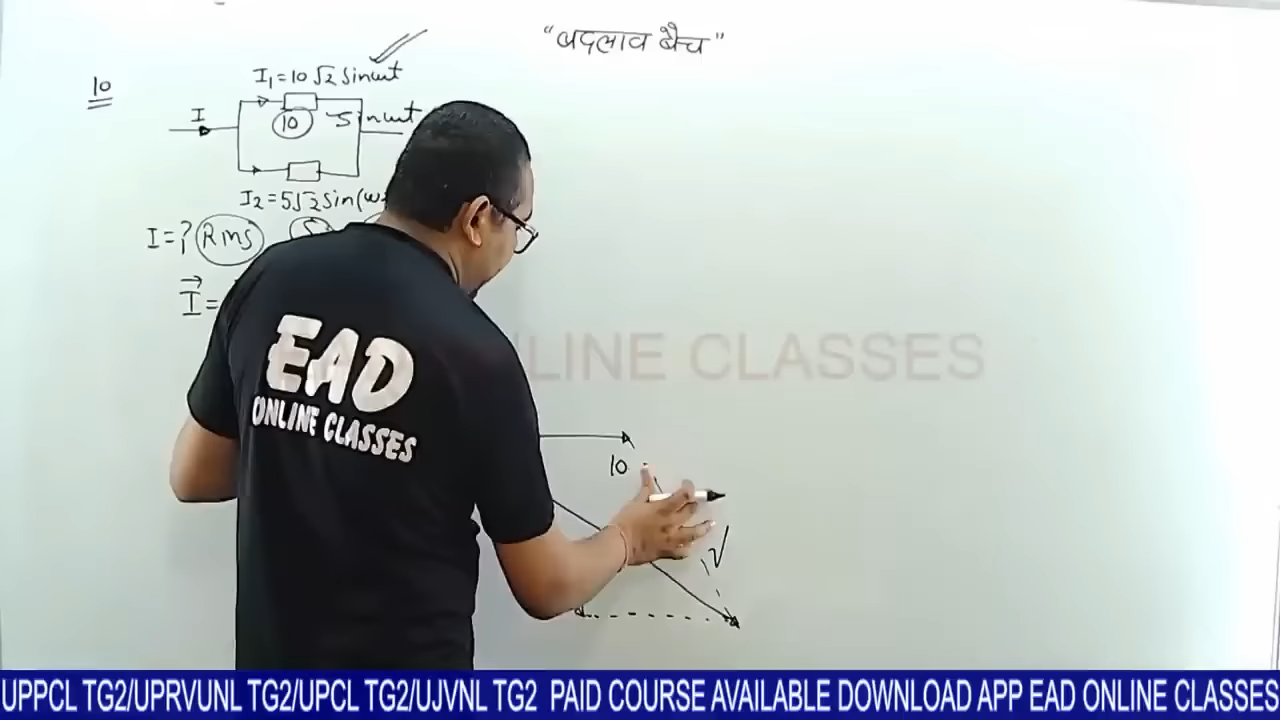 "बदलाव बैच"
10
I₁ = 10√2 sinωt
I
10
I₂ = 5√2 sin(ω
I = ? Rms
I⃗ =
EAD
ONLINE CLASSES
NLINE CLASSES
10
UPPCL TG2/UPRVUNL TG2/UPCL TG2/UJVNL TG2 PAID COURSE AVAILABLE DOWNLOAD APP EAD ONLINE CLASSES